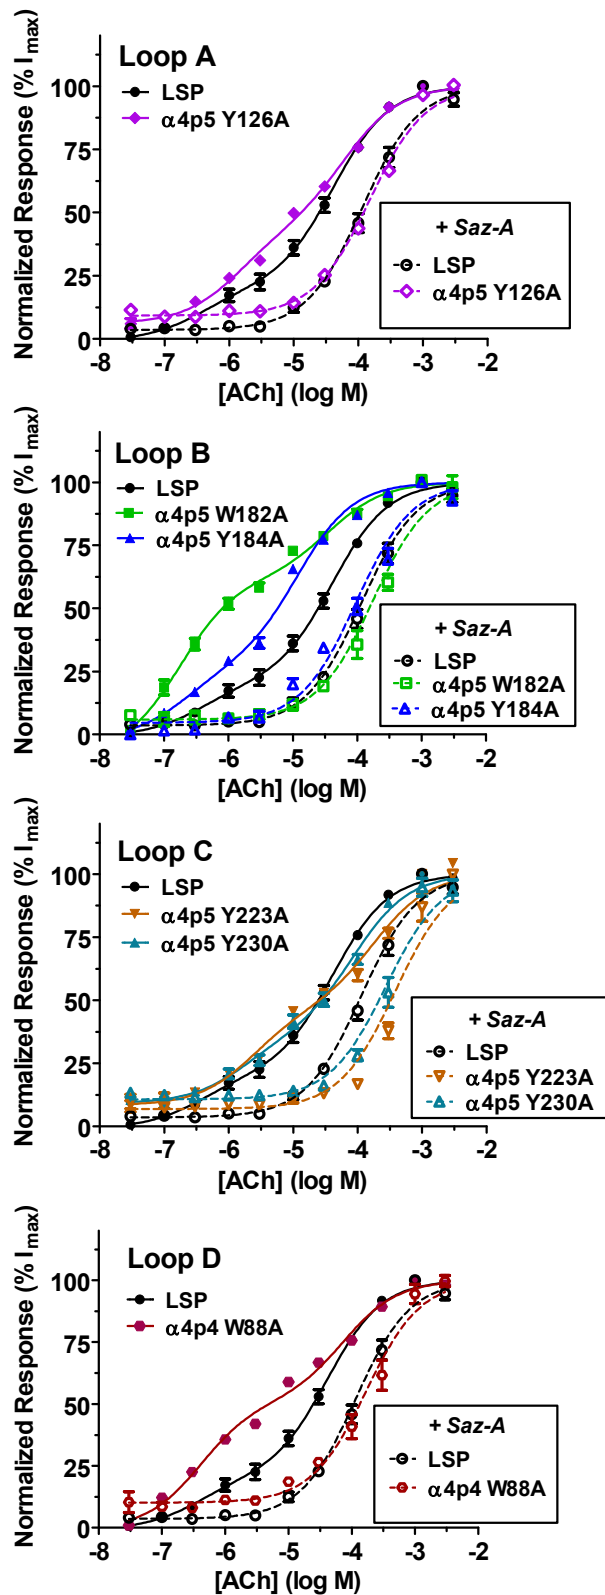 Loop A
LSP
α4p5 Y126A
Normalized Response (% Imax)
100
75
50
25
0
+ Saz-A
LSP
α4p5 Y126A
-8 -7 -6 -5 -4 -3 -2
[ACh] (log M)
Loop B
LSP
α4p5 W182A
α4p5 Y184A
Normalized Response (% Imax)
100
75
50
25
0
+ Saz-A
LSP
α4p5 W182A
α4p5 Y184A
-8 -7 -6 -5 -4 -3 -2
[ACh] (log M)
Loop C
LSP
α4p5 Y223A
α4p5 Y230A
Normalized Response (% Imax)
100
75
50
25
0
+ Saz-A
LSP
α4p5 Y223A
α4p5 Y230A
-8 -7 -6 -5 -4 -3 -2
[ACh] (log M)
Loop D
LSP
α4p4 W88A
Normalized Response (% Imax)
100
75
50
25
0
+ Saz-A
LSP
α4p4 W88A
-8 -7 -6 -5 -4 -3 -2
[ACh] (log M)